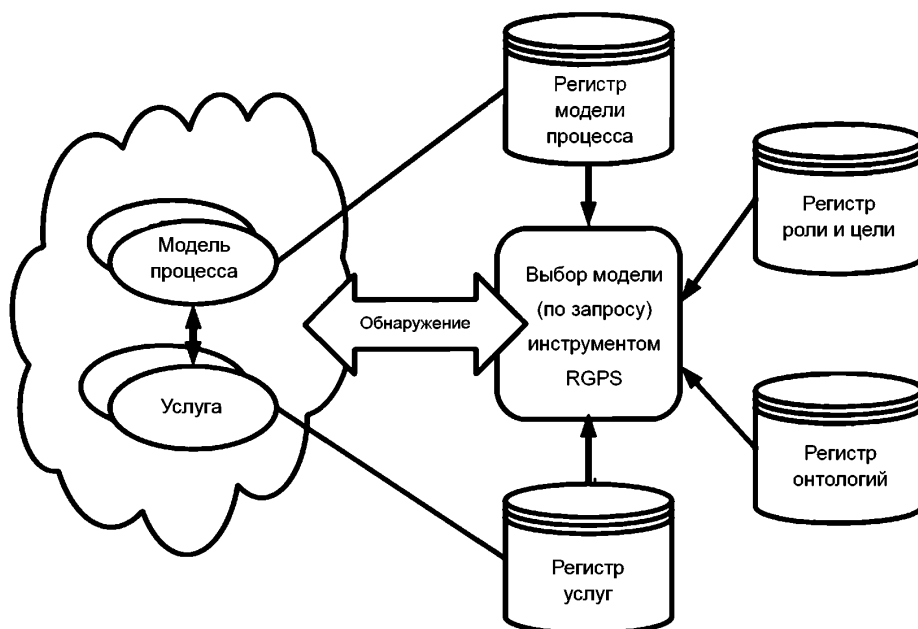 Регистр
модели
процесса
Регистр
роли и цели
Модель
процесса
Обнаружение
Выбор модели
(по запросу)
инструментом
RGPS
Услуга
Регистр
онтологий
Регистр
услуг